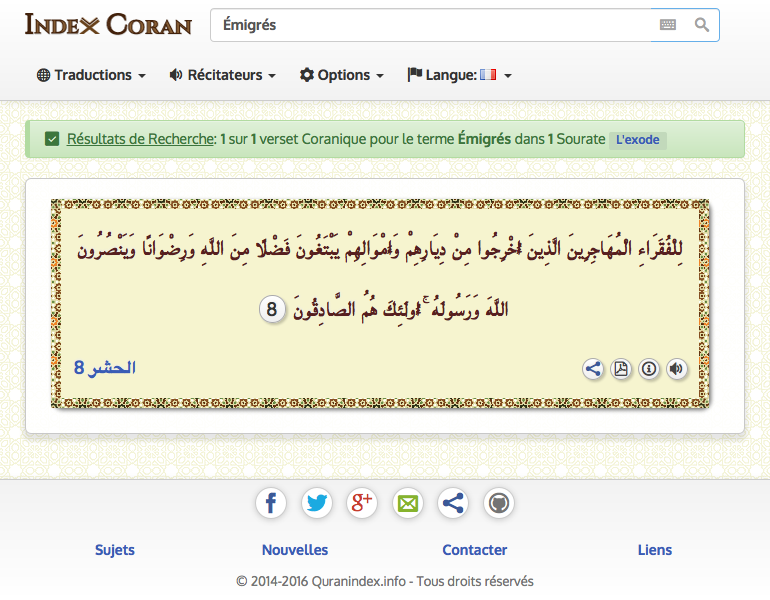 INDEX CORAN
Émigrés
Traductions
Récitateurs
Options
Langue:
Résultats de Recherche: 1 sur 1 verset Coranique pour le terme Émigrés dans 1 Sourate L'exode
لِلْفُقَرَاءِ الْمُهَاجِرِينَ الَّذِينَ أُخْرِجُوا مِنْ دِيَارِهِمْ وَأَمْوَالِهِمْ يَبْتَغُونَ فَضْلًا مِنَ اللَّهِ وَرِضْوَانًا وَيَنْصُرُونَ
اللَّهَ وَرَسُولَهُ ۚ أُولَئِكَ هُمُ الصَّادِقُونَ 8
الحشر 8
Sujets
Nouvelles
Contacter
Liens
© 2014-2016 Quranindex.info - Tous droits réservés